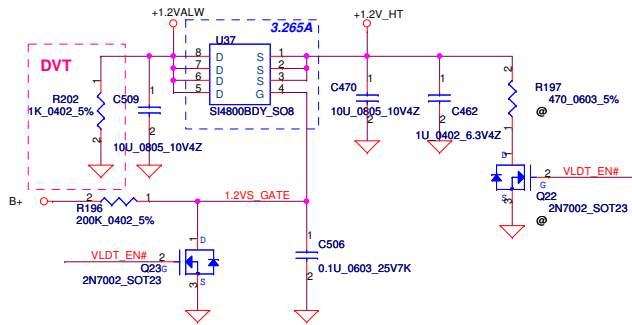 +1.2VALW
+1.2V_HT
3.265A
U37
DVT
8 D S 1
7 D S 2
6 D S 3
5 D G 4
SI4800BDY_SO8
1
R202
1K_0402_5%
2
1
C509
2
10U_0805_10V4Z
1
C470
10U_0805_10V4Z
2
1
C462
2
1U_0402_6.3V4Z
2
R197
470_0603_5%
@
1
1
D
2 VLDT_EN#
G
Q22
S
3
2N7002_SOT23
@
B+
2 1
R196
200K_0402_5%
1.2VS_GATE
1
D
VLDT_EN# 2
G
Q23
S
3
2N7002_SOT23
1
C506
2
0.1U_0603_25V7K